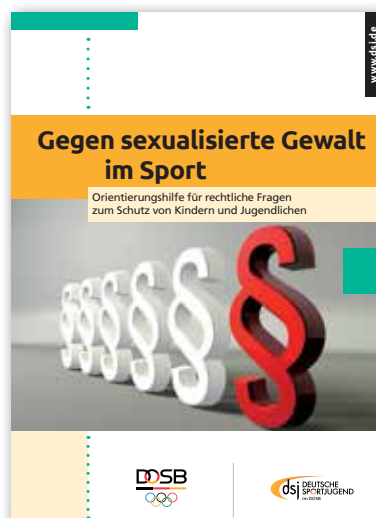 www.dsj.de
Gegen sexualisierte Gewalt
im Sport
Orientierungshilfe für rechtliche Fragen
zum Schutz von Kindern und Jugendlichen
§§§§§§
DOSB
dsj DEUTSCHE
SPORTJUGEND
im DOSB